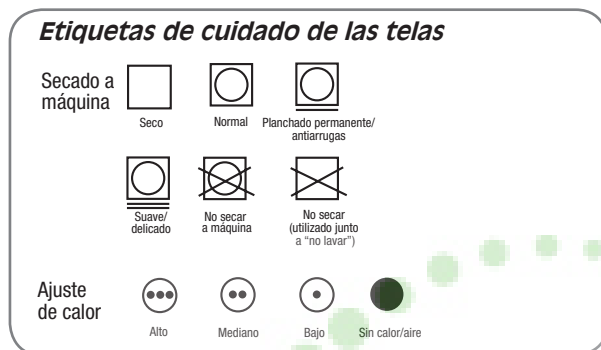 Etiquetas de cuidado de las telas
Secado a
máquina
Seco
Normal
Planchado permanente/
antiarrugas
Suave/
delicado
No secar
a máquina
No secar
(utilizado junto
a “no lavar”)
Ajuste
de calor
Alto
Mediano
Bajo
Sin calor/aire